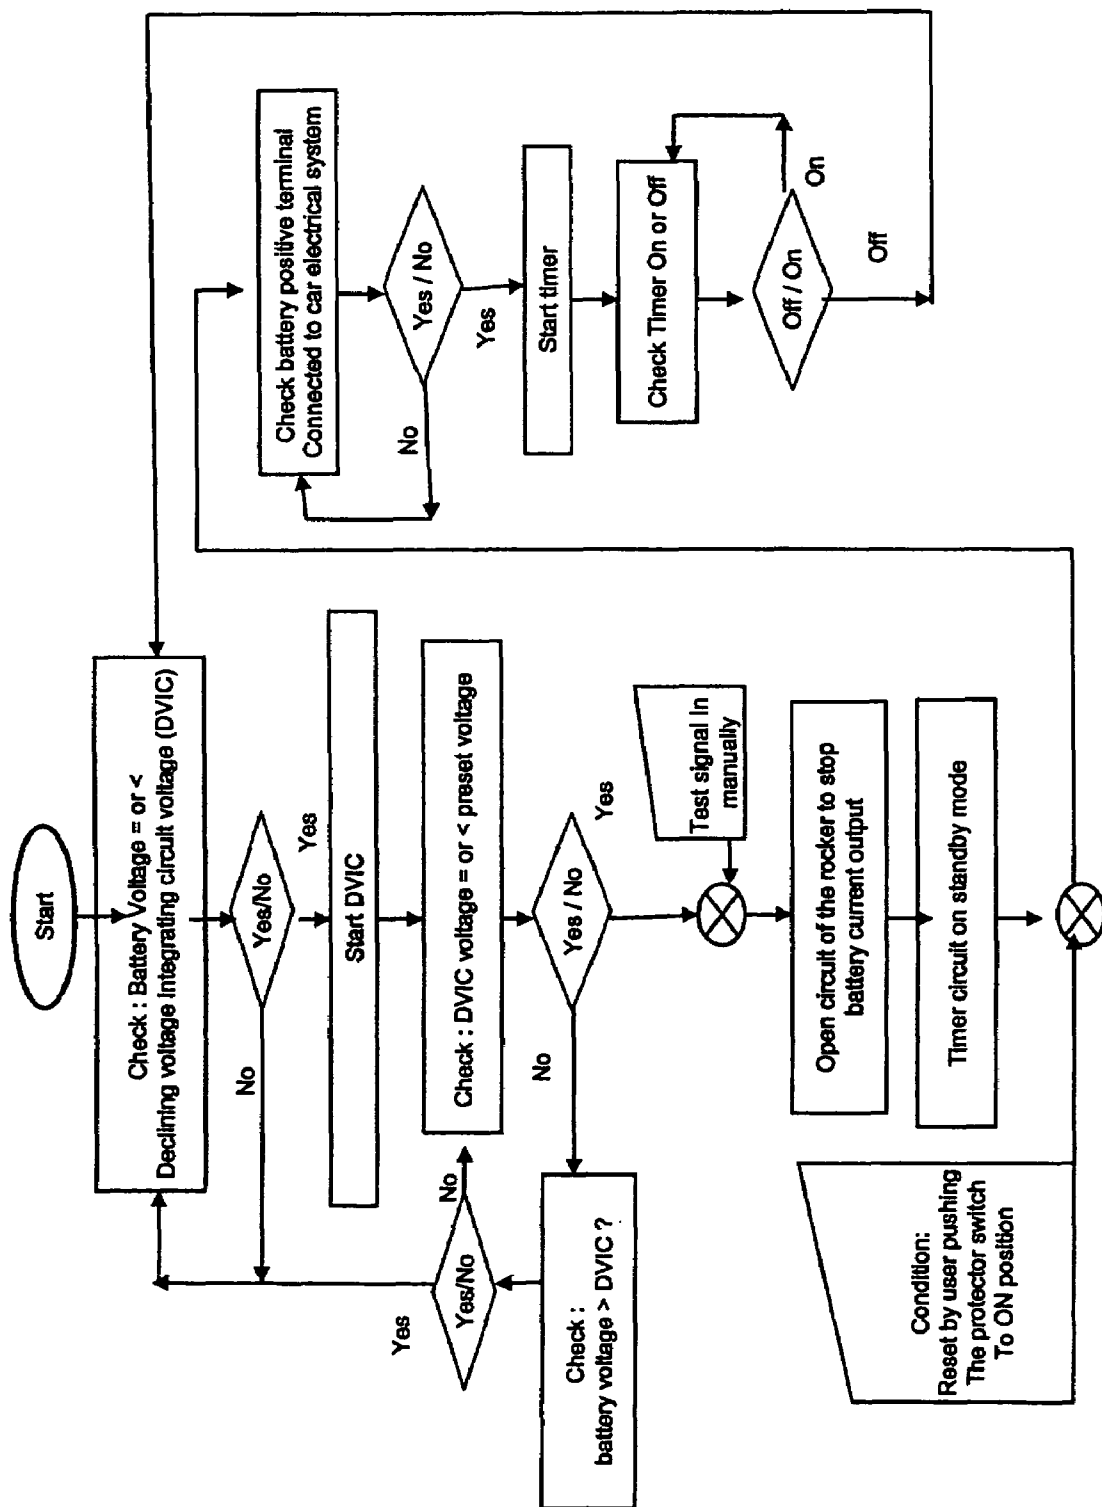 Start
Check : Battery Voltage = or <
Declining voltage integrating circuit voltage (DVIC)
Yes/No
No
Yes
Start DVIC
Check : DVIC voltage = or < preset voltage
Yes / No
No
Yes
Check :
battery voltage > DVIC ?
Yes/No
Yes
No
Test signal in
manually
Open circuit of the rocker to stop
battery current output
Timer circuit on standby mode
Condition:
Reset by user pushing
The protector switch
To ON position
Check battery positive terminal
Connected to car electrical system
Yes / No
No
Yes
Start timer
Check Timer On or Off
Off / On
On
Off